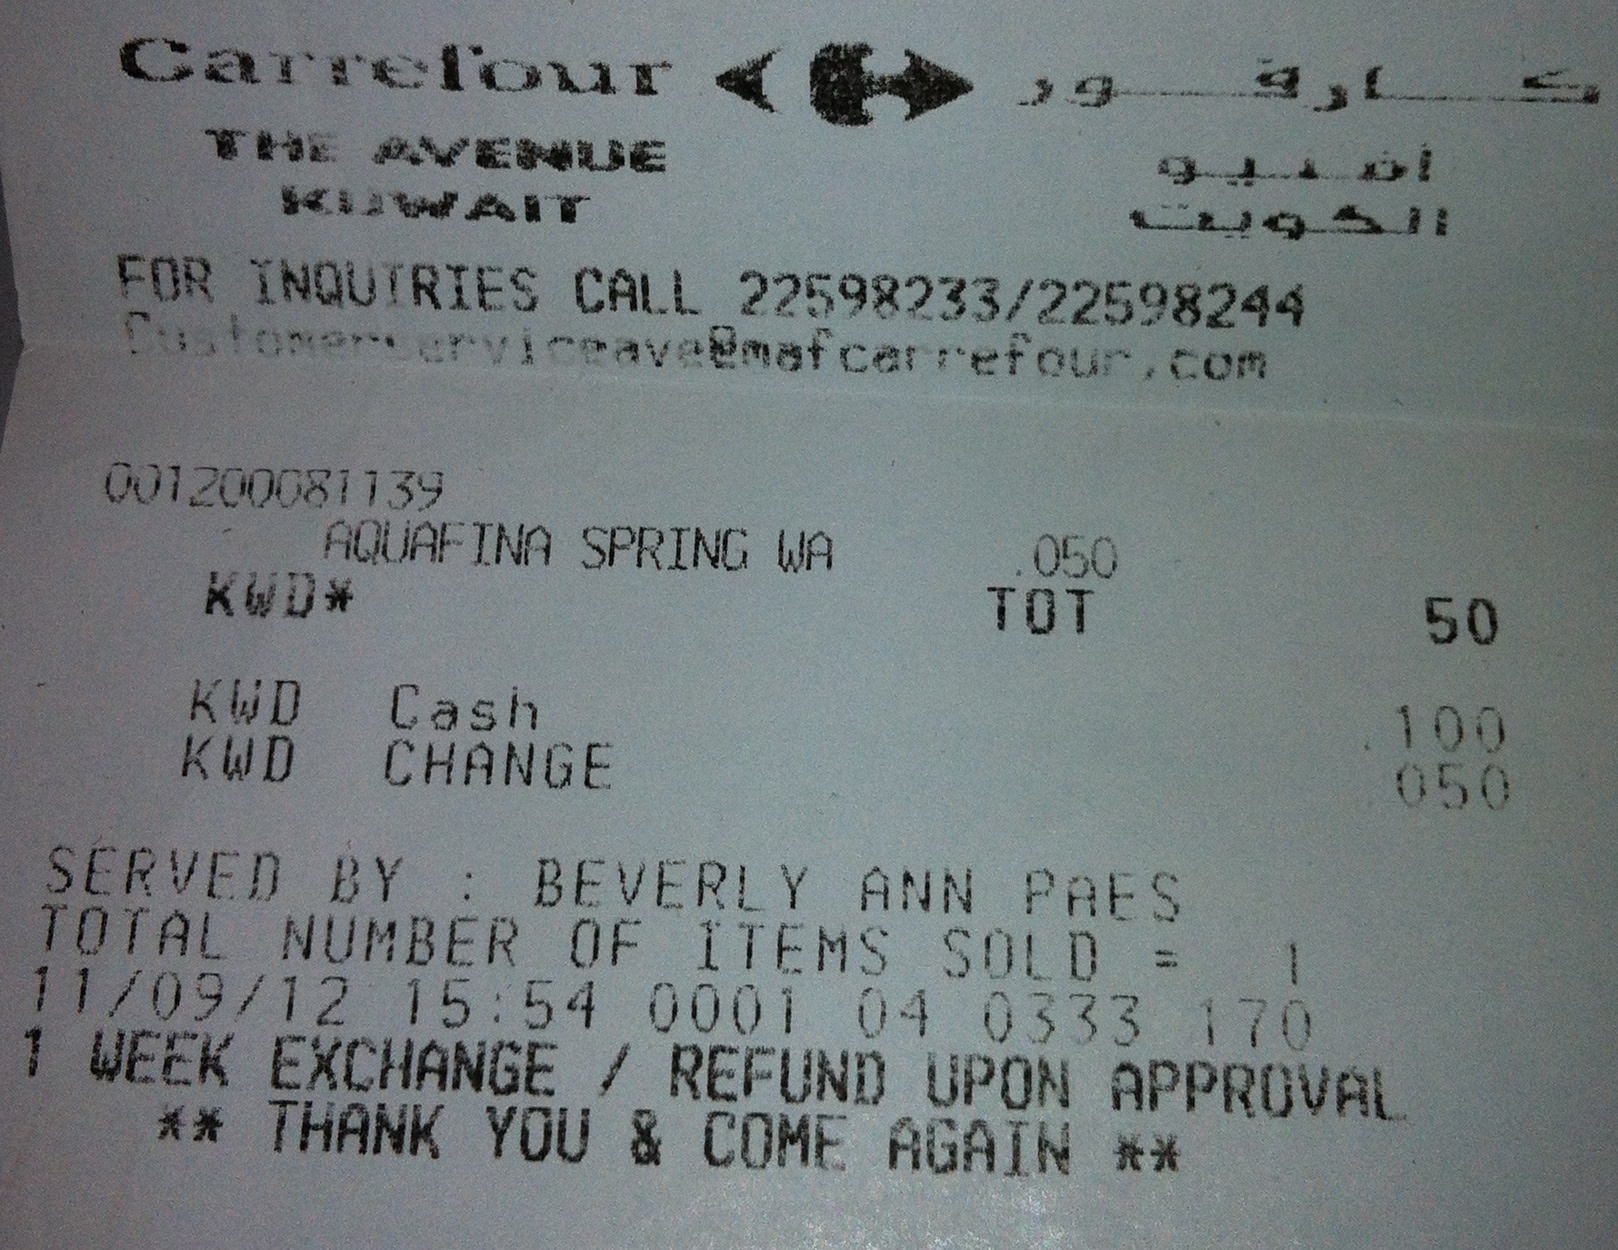 Carrefour كارفور
THE AVENUE أفنيو
KUWAIT الكويت
FOR INQUIRIES CALL 22598233/22598244
Customerserviceave@mafcarrefour.com
001200081139
AQUAFINA SPRING WA .050
KWD* TOT 50
KWD Cash .100
KWD CHANGE 050
SERVED BY : BEVERLY ANN PAES
TOTAL NUMBER OF ITEMS SOLD = 1
11/09/12 15:54 0001 04 0333 170
1 WEEK EXCHANGE / REFUND UPON APPROVAL
** THANK YOU & COME AGAIN **